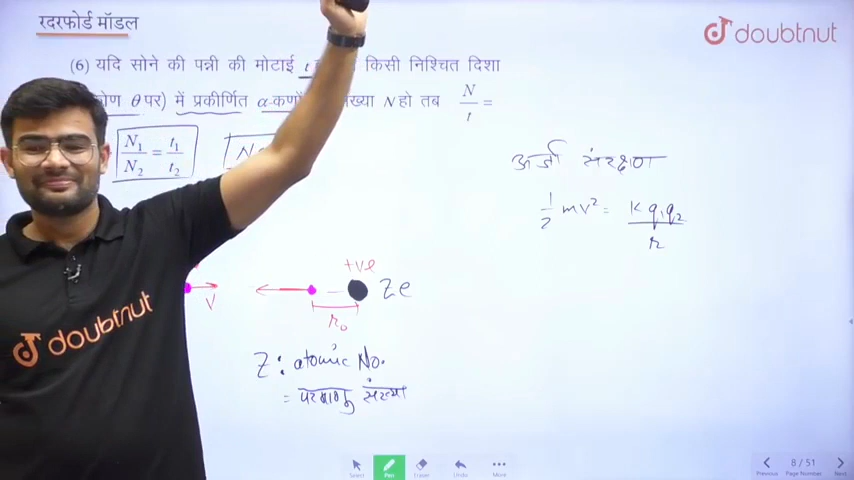 रदरफोर्ड मॉडल
doubtnut
(6) यदि सोने की पन्नी की मोटाई t किसी निश्चित दिशा
कोण θ पर) में प्रकीर्णित α-कणों N हो तब N/t =
N₁/N₂ = t₁/t₂
ऊर्जा संरक्षण
1/2 mv² = K q₁q₂/r
+ve
Ze
V
r₀
Z: atomic No.
= परमाणु संख्या
doubtnut
Select Pen Eraser Undo More
Previous 8 / 51 Page Number Next